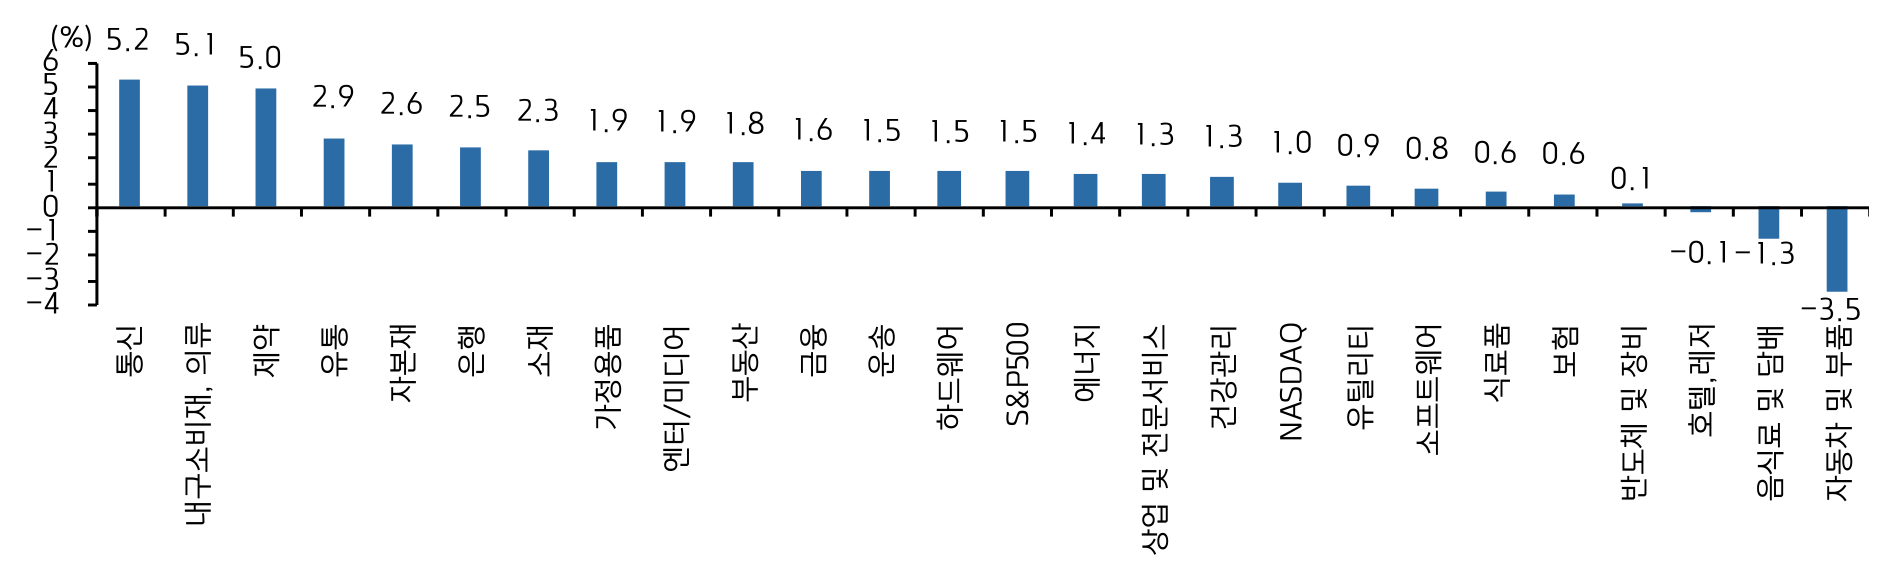 (%)
6
5
4
3
2
1
0
-1
-2
-3
-4
5.2 5.1 5.0 2.9 2.6 2.5 2.3 1.9 1.9 1.8 1.6 1.5 1.5 1.5 1.4 1.3 1.3 1.0 0.9 0.8 0.6 0.6 0.1 -0.1 -1.3 -3.5
통신
내구소비재, 의류
제약
유통
자본재
은행
소재
가정용품
엔터/미디어
부동산
금융
운송
하드웨어
S&P500
에너지
상업 및 전문서비스
건강관리
NASDAQ
유틸리티
소프트웨어
식료품
보험
반도체 및 장비
호텔,레저
음식료 및 담배
자동차 및 부품